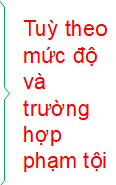 Tuỳ theo
mức độ
và
trường
hợp
phạm tội